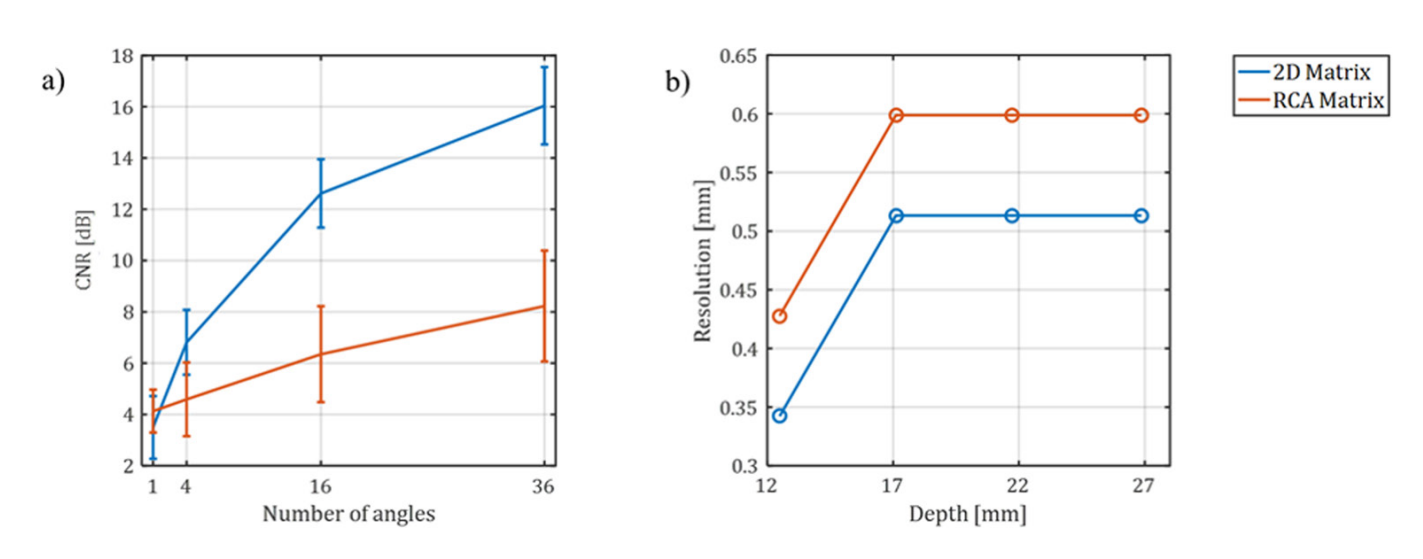 a)
18
16
14
12
10
8
6
4
2
CNR [dB]
1 4 16 36
Number of angles
b)
0.65
0.6
0.55
0.5
0.45
0.4
0.35
0.3
Resolution [mm]
12 17 22 27
Depth [mm]
2D Matrix
RCA Matrix